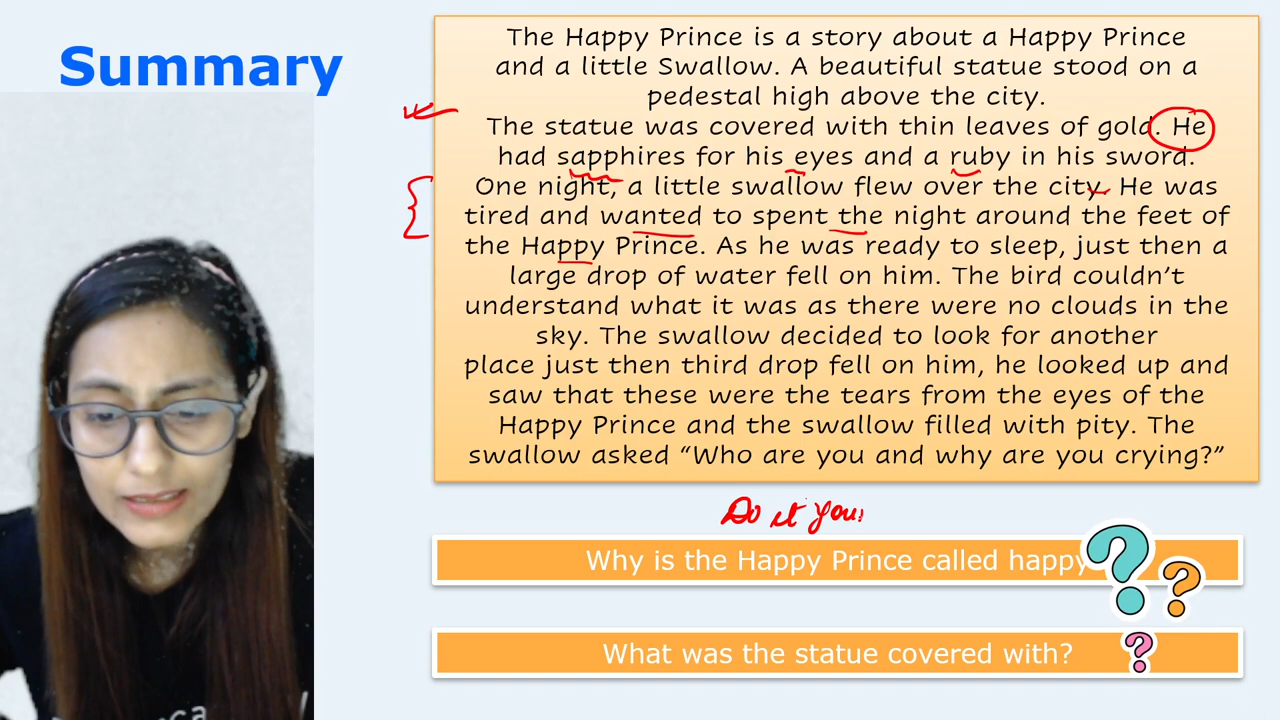 Summary
The Happy Prince is a story about a Happy Prince
and a little Swallow. A beautiful statue stood on a
pedestal high above the city.
The statue was covered with thin leaves of gold. He
had sapphires for his eyes and a ruby in his sword.
One night, a little swallow flew over the city. He was
tired and wanted to spent the night around the feet of
the Happy Prince. As he was ready to sleep, just then a
large drop of water fell on him. The bird couldn't
understand what it was as there were no clouds in the
sky. The swallow decided to look for another
place just then third drop fell on him, he looked up and
saw that these were the tears from the eyes of the
Happy Prince and the swallow filled with pity. The
swallow asked “Who are you and why are you crying?”
Do it you
Why is the Happy Prince called happy
What was the statue covered with?